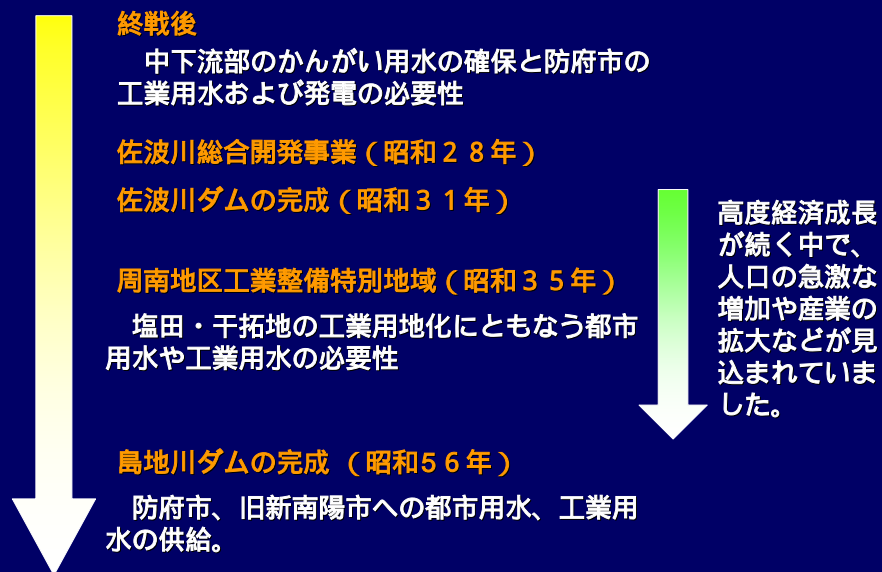 終戦後
中下流部のかんがい用水の確保と防府市の
工業用水および発電の必要性
佐波川総合開発事業（昭和２８年）
佐波川ダムの完成（昭和３１年）
周南地区工業整備特別地域（昭和３５年）
塩田・干拓地の工業用地化にともなう都市
用水や工業用水の必要性
島地川ダムの完成（昭和５６年）
防府市、旧新南陽市への都市用水、工業用
水の供給。
高度経済成長
が続く中で、
人口の急激な
増加や産業の
拡大などが見
込まれていま
した。